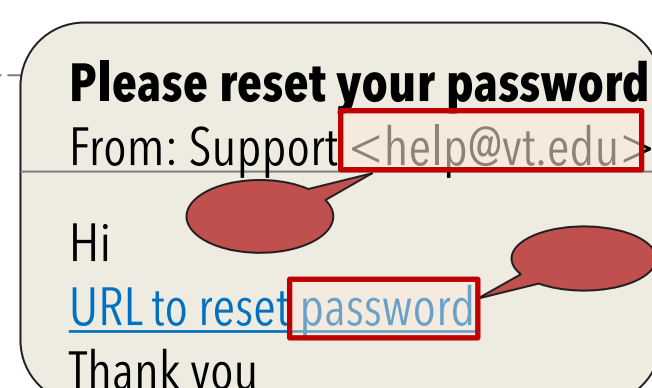 Please reset your password
From: Support <help@vt.edu>
Hi
URL to reset password
Thank you